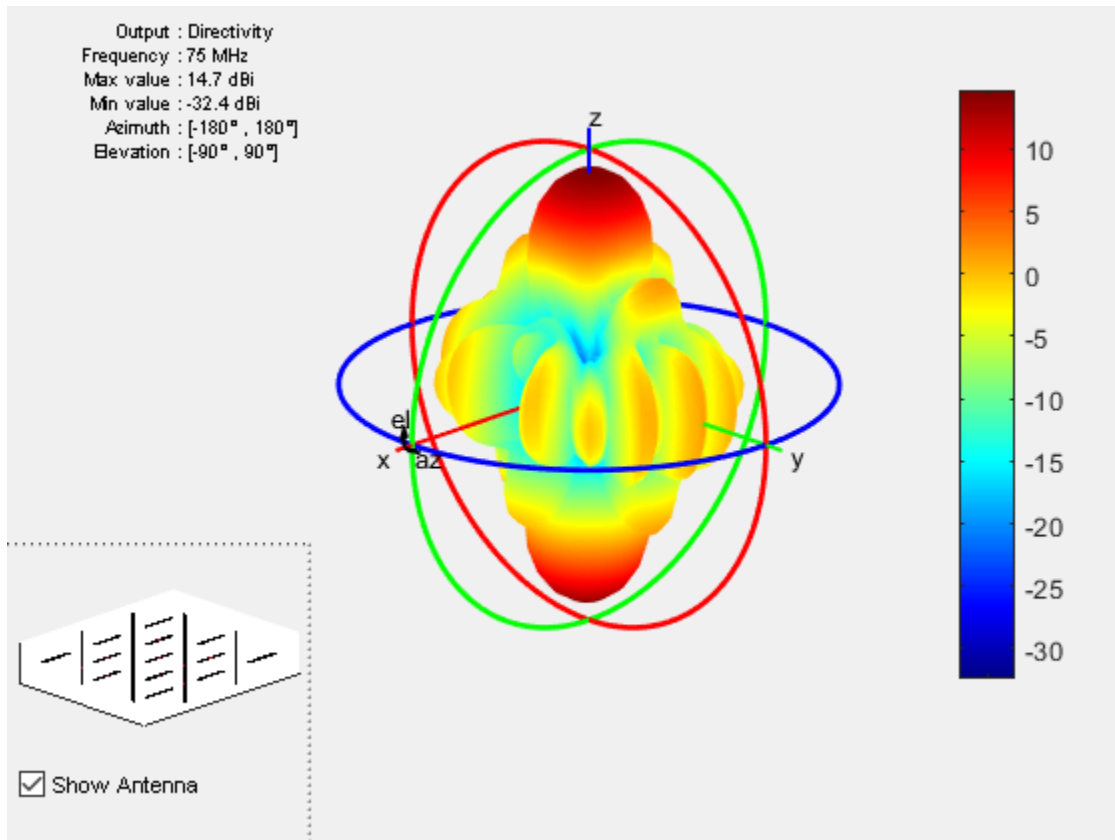 Output : Directivity
Frequency : 75 MHz
Max value : 14.7 dBi
Min value : -32.4 dBi
Azimuth : [-180° , 180°]
Elevation : [-90° , 90°]
z
10
5
0
-5
-10
-15
-20
-25
-30
el
x
az
y
Show Antenna